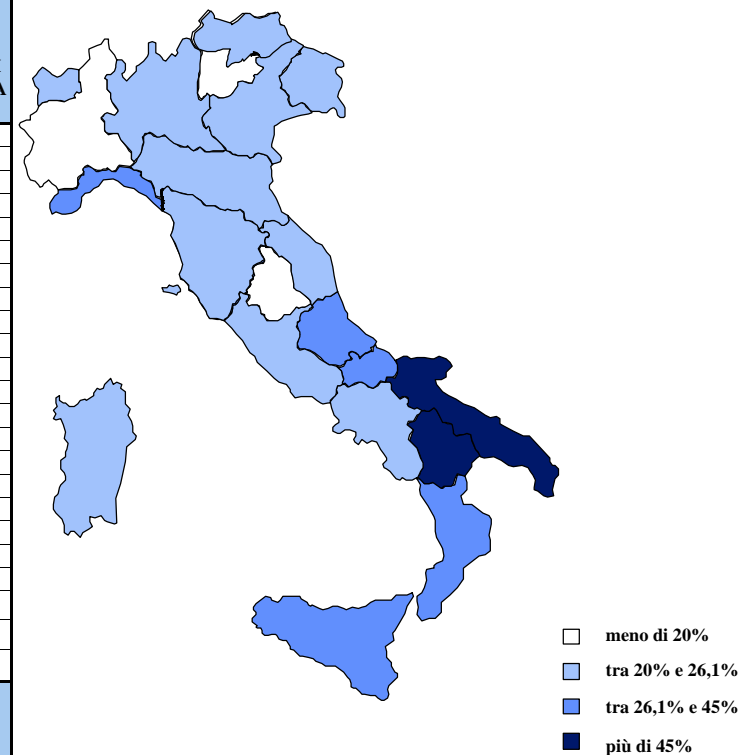 meno di 20%
tra 20% e 26,1%
tra 26,1% e 45%
più di 45%